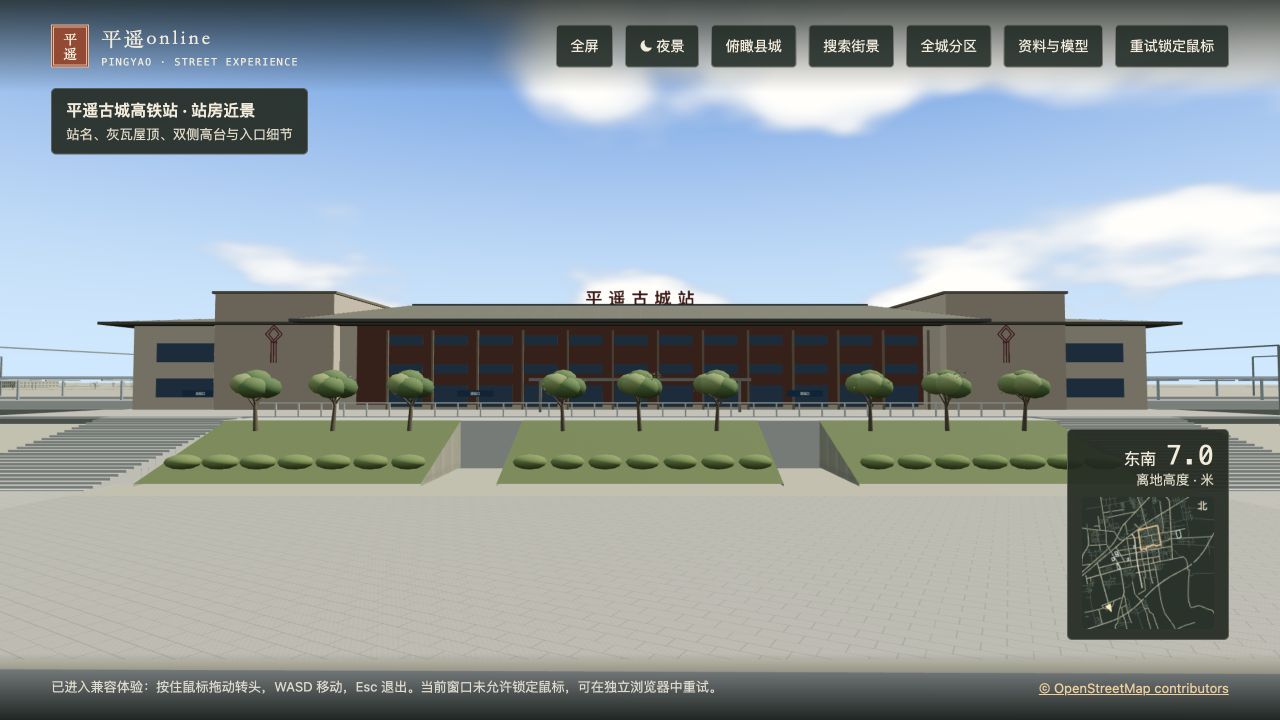 平遥
平遥online
PINGYAO · STREET EXPERIENCE
全屏
夜景
俯瞰县城
搜索街景
全城分区
资料与模型
重试锁定鼠标
平遥古城高铁站 · 站房近景
站名、灰瓦屋顶、双侧高台与入口细节
平遥古城站
东南 7.0
离地高度 · 米
北
已进入兼容体验：按住鼠标拖动转头，WASD 移动，Esc 退出。当前窗口未允许锁定鼠标，可在独立浏览器中重试。
© OpenStreetMap contributors